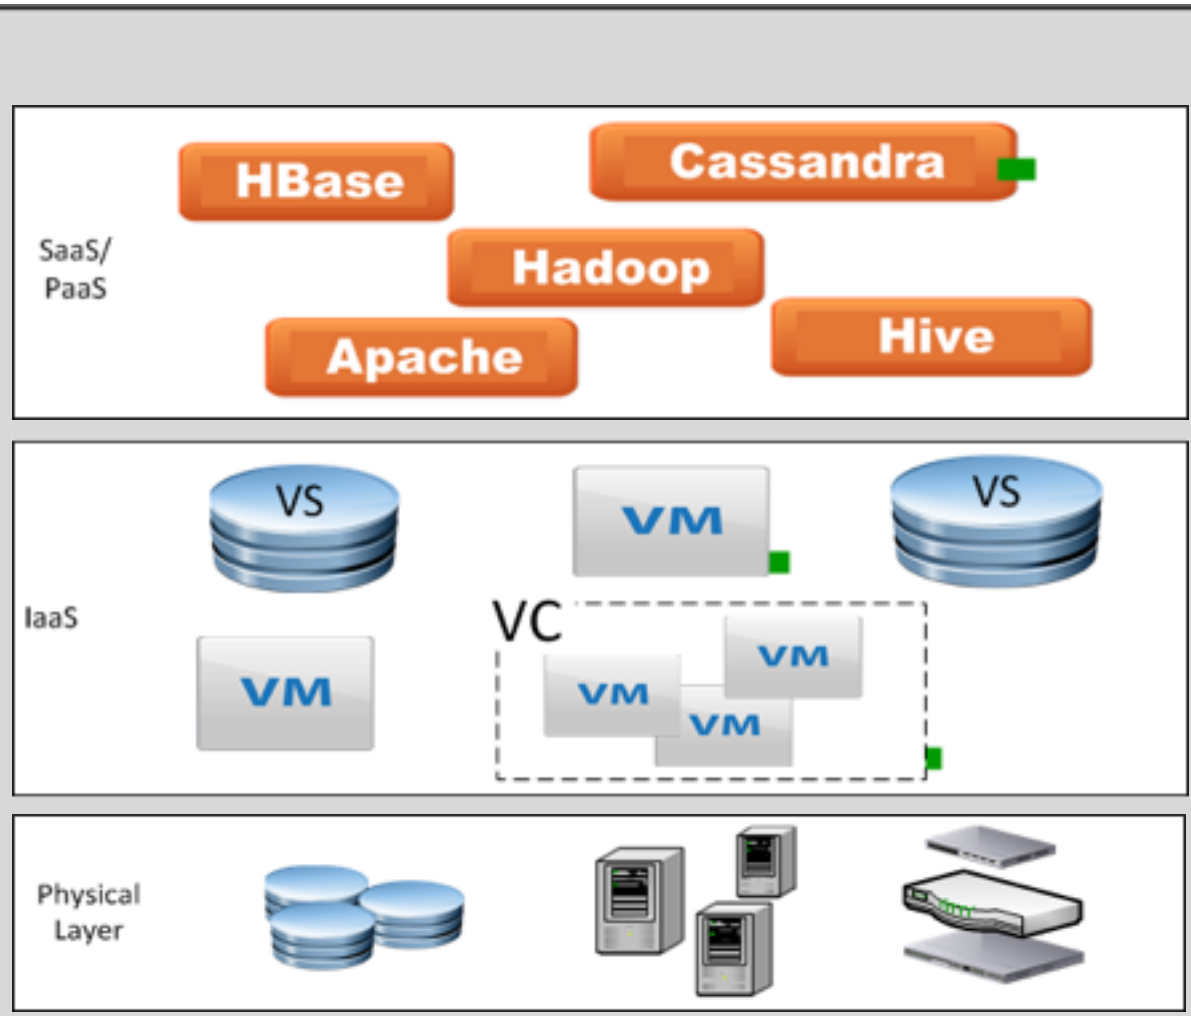 HBase
Cassandra
SaaS/
PaaS
Hadoop
Apache
Hive
VS
VM
VS
IaaS
VC
VM
VM
VM
VM
Physical
Layer